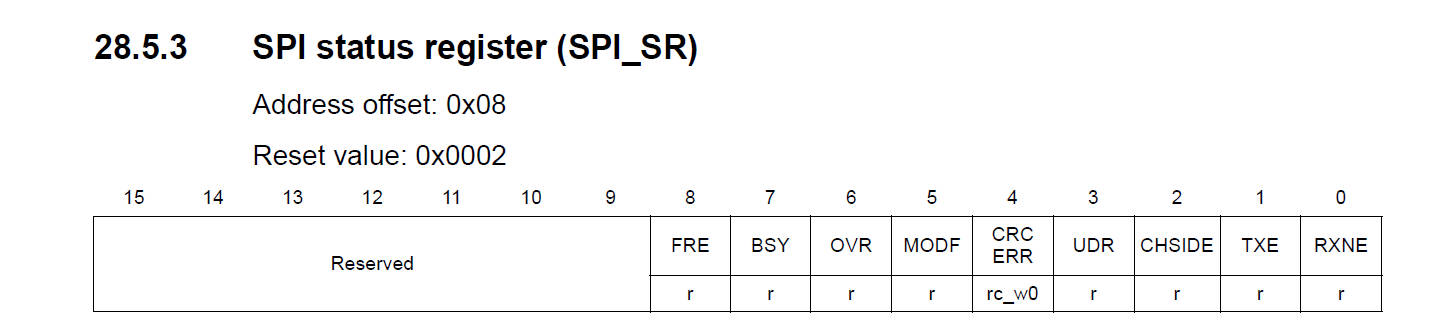 28.5.3 SPI status register (SPI_SR)
Address offset: 0x08
Reset value: 0x0002
15 14 13 12 11 10 9 8 7 6 5 4 3 2 1 0
Reserved FRE BSY OVR MODF CRC ERR UDR CHSIDE TXE RXNE
r r r r rc_w0 r r r r